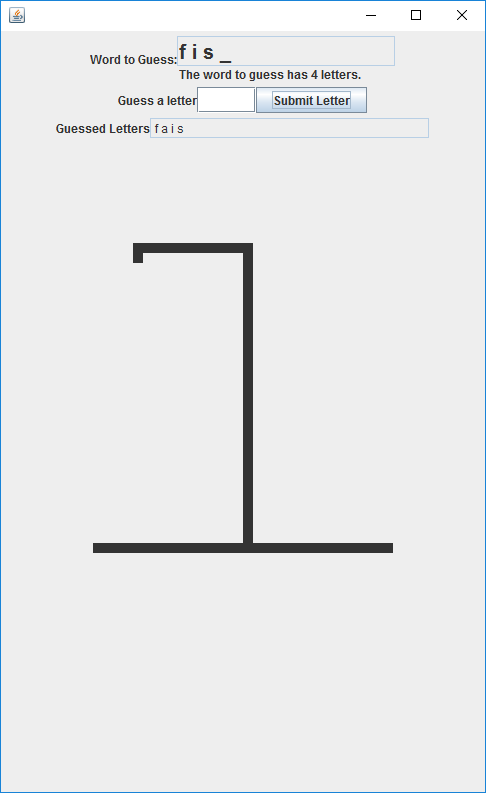 Word to Guess: f i s _
The word to guess has 4 letters.
Guess a letter Submit Letter
Guessed Letters f a i s